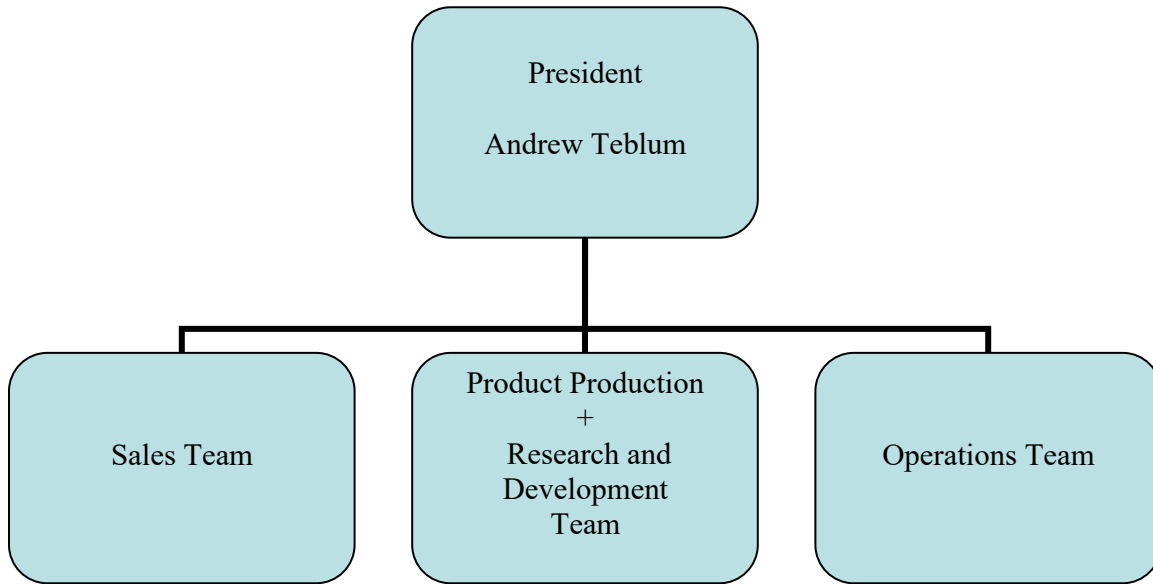 President
Andrew Teblum
Sales Team
Product Production
+
Research and
Development
Team
Operations Team